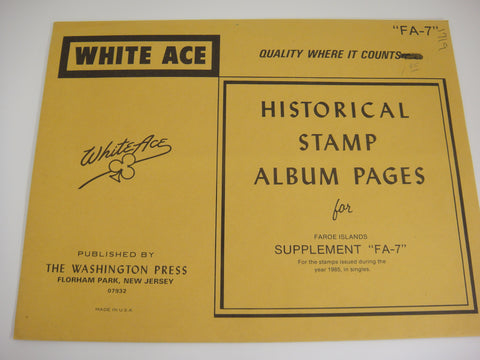 "FA-7"
WHITE ACE
QUALITY WHERE IT COUNTS
White Ace
HISTORICAL
STAMP
ALBUM PAGES
for
FAROE ISLANDS
SUPPLEMENT "FA-7"
For the stamps issued during the
year 1985, in singles.
PUBLISHED BY
THE WASHINGTON PRESS
FLORHAM PARK, NEW JERSEY
07932
MADE IN U.S.A.